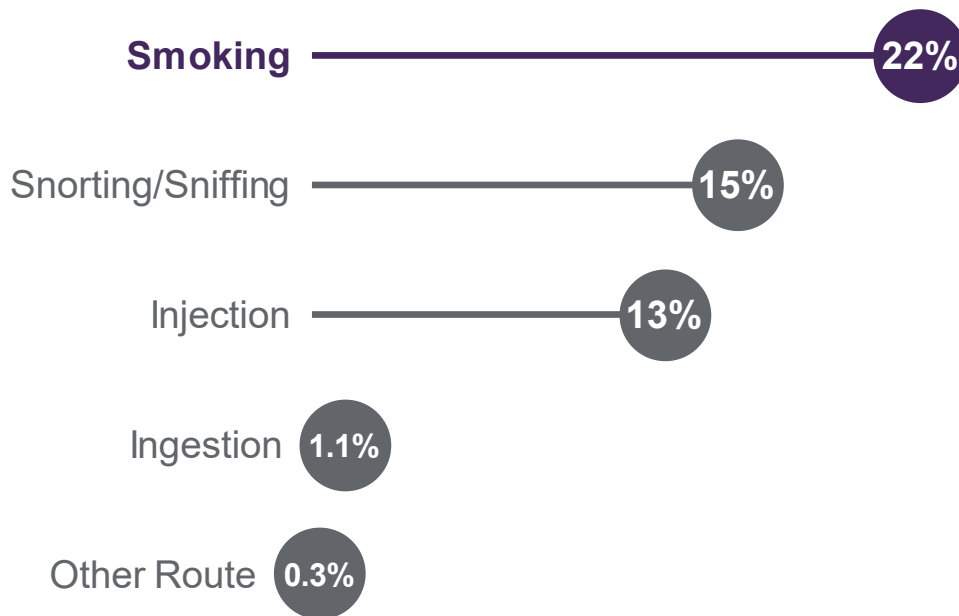 Smoking 22%
Snorting/Sniffing 15%
Injection 13%
Ingestion 1.1%
Other Route 0.3%